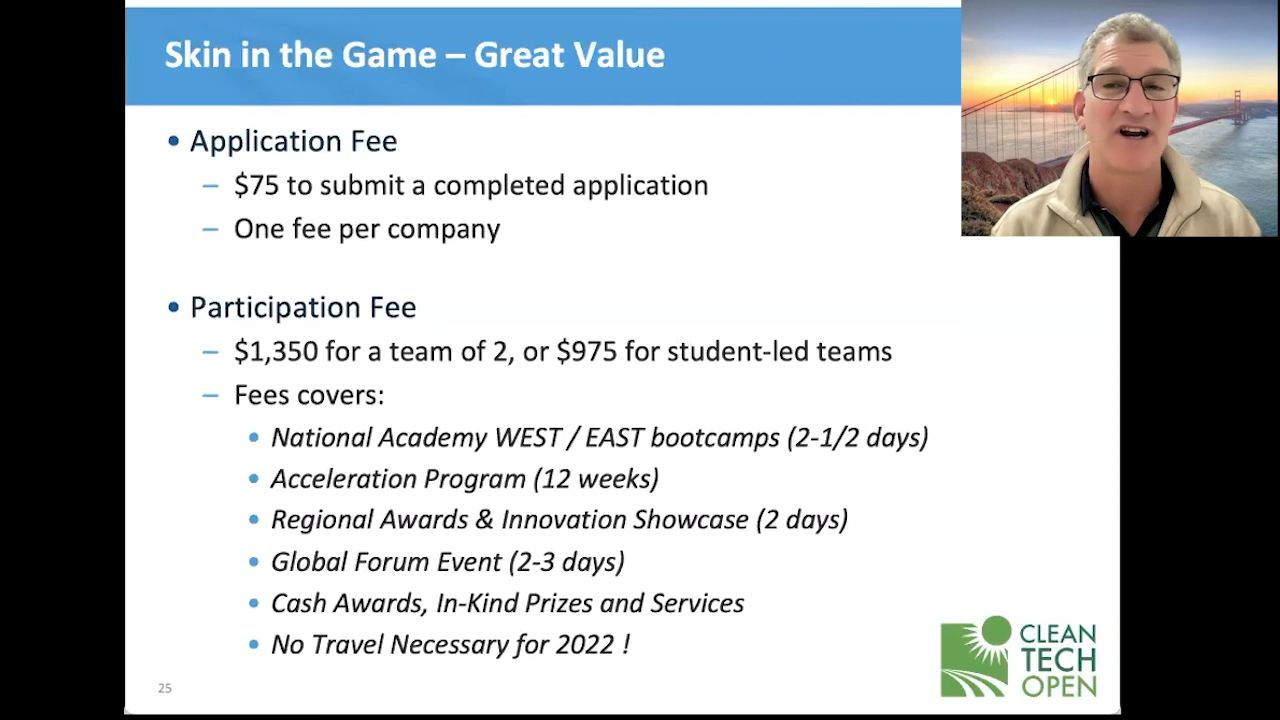 Skin in the Game – Great Value
• Application Fee
– $75 to submit a completed application
– One fee per company
• Participation Fee
– $1,350 for a team of 2, or $975 for student-led teams
– Fees covers:
• National Academy WEST / EAST bootcamps (2-1/2 days)
• Acceleration Program (12 weeks)
• Regional Awards & Innovation Showcase (2 days)
• Global Forum Event (2-3 days)
• Cash Awards, In-Kind Prizes and Services
• No Travel Necessary for 2022 !
25
CLEAN
TECH
OPEN